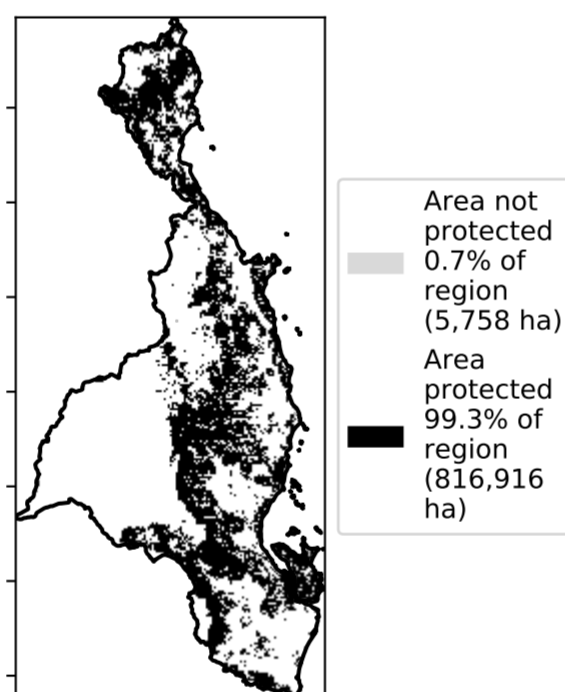 Area not
protected
0.7% of
region
(5,758 ha)
Area
protected
99.3% of
region
(816,916
ha)